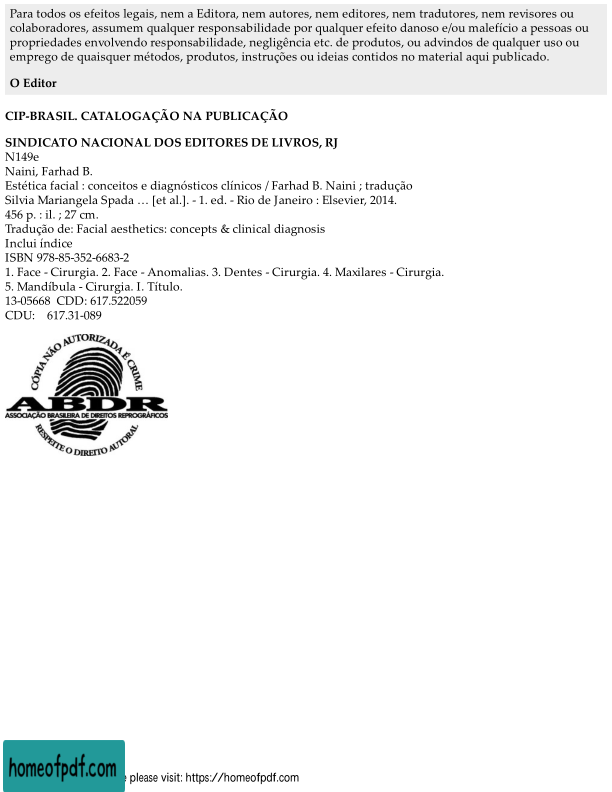 Para todos os efeitos legais, nem a Editora, nem autores, nem editores, nem tradutores, nem revisores ou
colaboradores, assumem qualquer responsabilidade por qualquer efeito danoso e/ou malefício a pessoas ou
propriedades envolvendo responsabilidade, negligência etc. de produtos, ou advindos de qualquer uso ou
emprego de quaisquer métodos, produtos, instruções ou ideias contidos no material aqui publicado.
O Editor
CIP-BRASIL. CATALOGAÇÃO NA PUBLICAÇÃO
SINDICATO NACIONAL DOS EDITORES DE LIVROS, RJ
N149e
Naini, Farhad B.
Estética facial : conceitos e diagnósticos clínicos / Farhad B. Naini ; tradução
Silvia Mariangela Spada … [et al.]. - 1. ed. - Rio de Janeiro : Elsevier, 2014.
456 p. : il. ; 27 cm.
Tradução de: Facial aesthetics: concepts & clinical diagnosis
Inclui índice
ISBN 978-85-352-6683-2
1. Face - Cirurgia. 2. Face - Anomalias. 3. Dentes - Cirurgia. 4. Maxilares - Cirurgia.
5. Mandíbula - Cirurgia. I. Título.
13-05668 CDD: 617.522059
CDU: 617.31-089
CÓPIA NÃO AUTORIZADA É CRIME
ABDR
ASSOCIAÇÃO BRASILEIRA DE DIREITOS REPROGRÁFICOS
RESPEITE O DIREITO AUTORAL
homeofpdf.com
please visit: https://homeofpdf.com